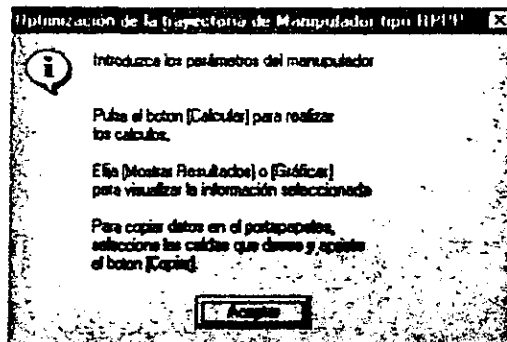 Optimización de la trayectoria de Manipulador tipo RPPP
Introduzca los parámetros del manupulador
Pulse el boton [Calcular] para realizar
los calculos.
Elija [Mostrar Resultados] o [Gráficar]
para visualizar la información seleccionada
Para copiar datos en el portapapeles,
seleccione las celdas que desee y apriete
el boton [Copiar].
Aceptar